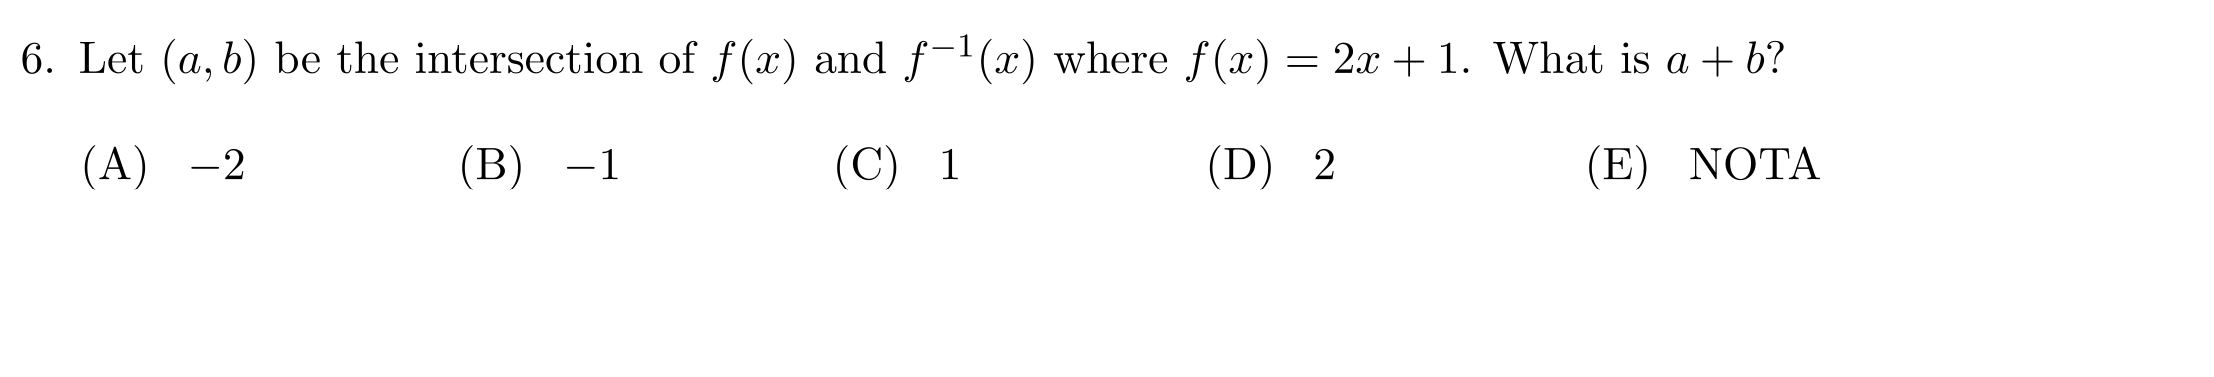 6. Let (a, b) be the intersection of f(x) and f⁻¹(x) where f(x) = 2x + 1. What is a + b?
(A) −2 (B) −1 (C) 1 (D) 2 (E) NOTA